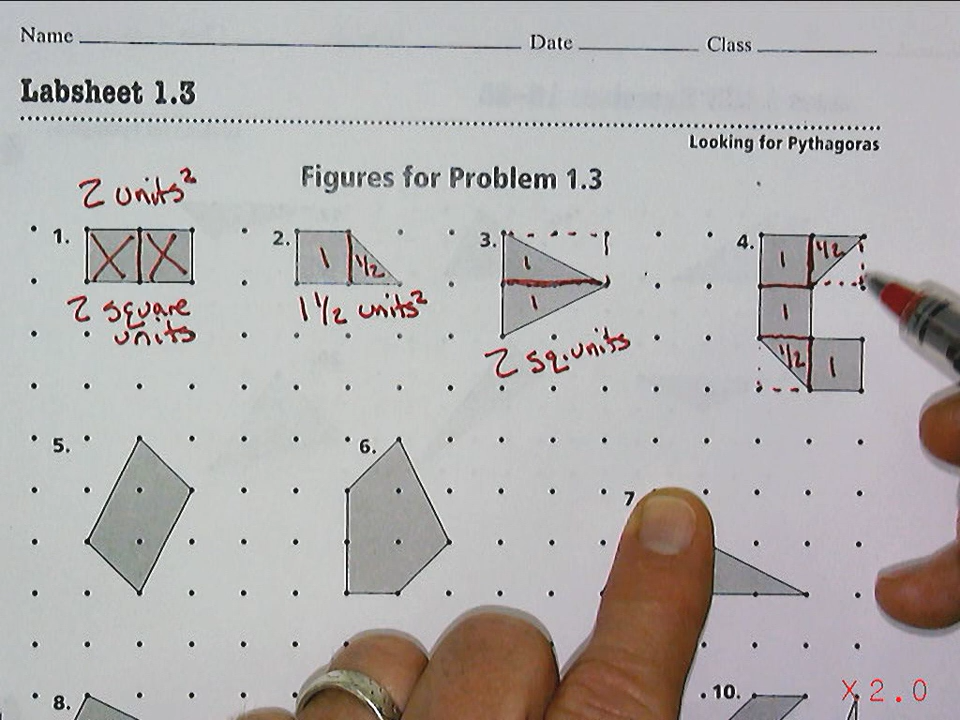 Name Date Class
Labsheet 1.3
Looking for Pythagoras
Figures for Problem 1.3
2 units²
1.
2 square
units
2.
1 1/2
1 1/2 units²
3.
1
1
2 sq. units
4.
1 1/2
1
1/2 1
5.
6.
7
8.
10.
X2.0